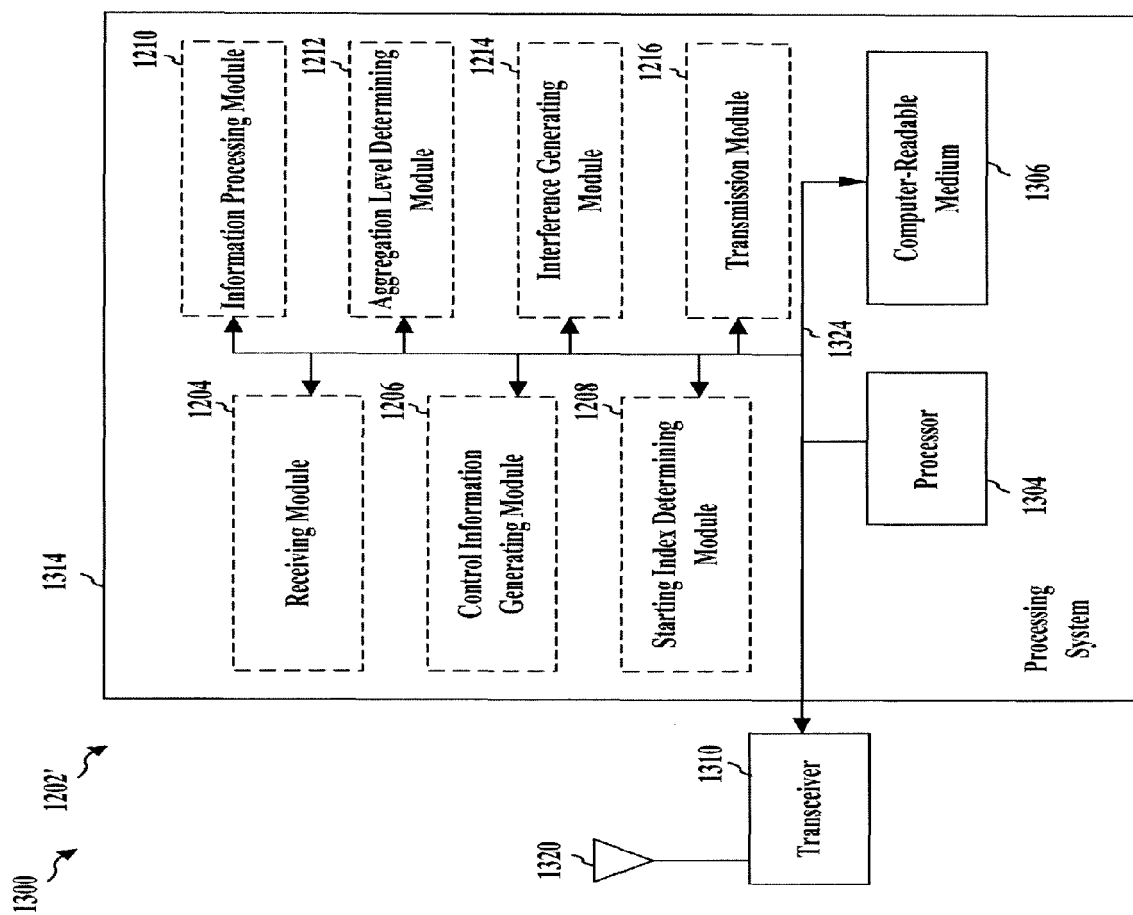 1300
1202'
1314
1320
1310
Transceiver
1204
Receiving Module
1206
Control Information
Generating Module
1208
Starting Index Determining
Module
1210
Information Processing Module
1212
Aggregation Level Determining
Module
1214
Interference Generating
Module
1216
Transmission Module
1324
Processor
1304
Computer-Readable
Medium
1306
Processing
System